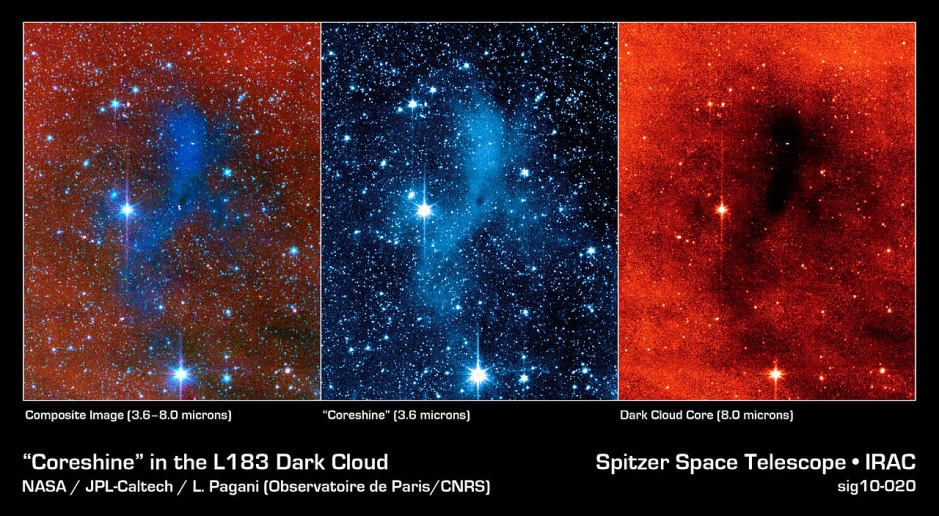 Composite Image (3.6–8.0 microns)
“Coreshine” (3.6 microns)
Dark Cloud Core (8.0 microns)
“Coreshine” in the L183 Dark Cloud
NASA / JPL-Caltech / L. Pagani (Observatoire de Paris/CNRS)
Spitzer Space Telescope • IRAC
sig10-020